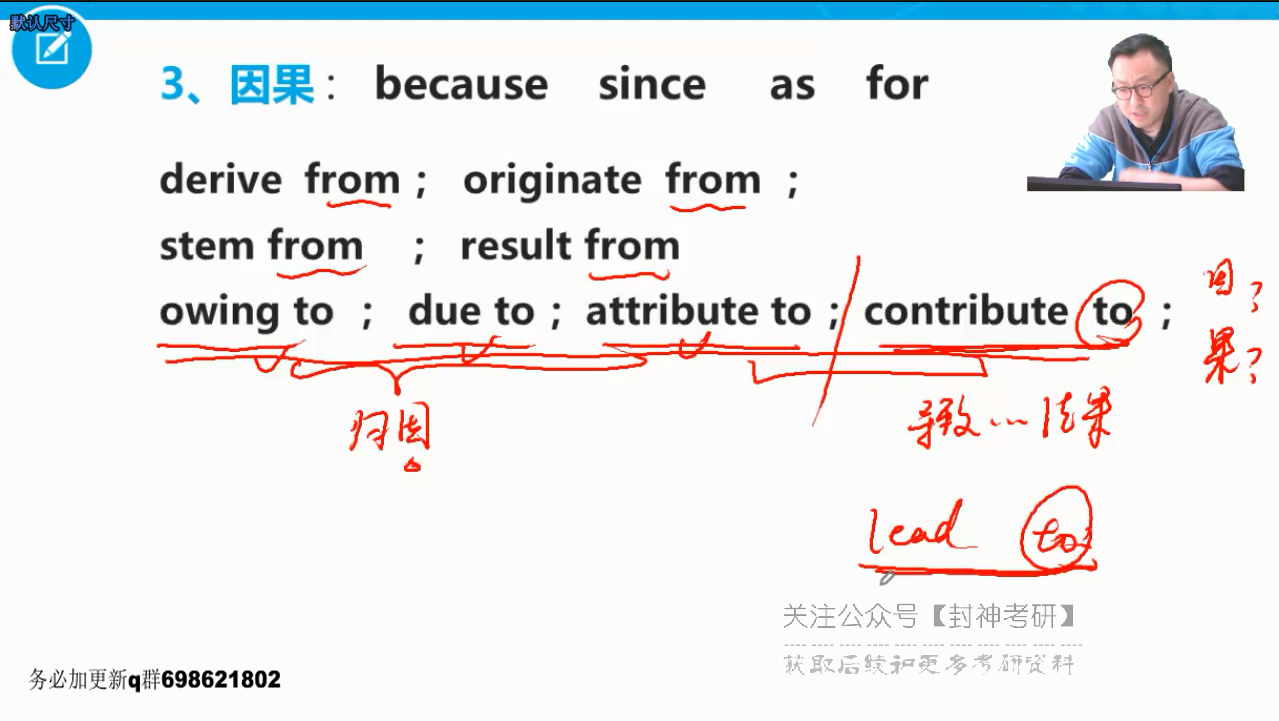 默认尺寸
3、因果： because since as for
derive from； originate from ；
stem from ； result from
owing to ； due to；attribute to；contribute to ；
因？
果？
归因
导致…结果
lead to
关注公众号【封神考研】
获取后续和更多考研资料
务必加更新q群698621802